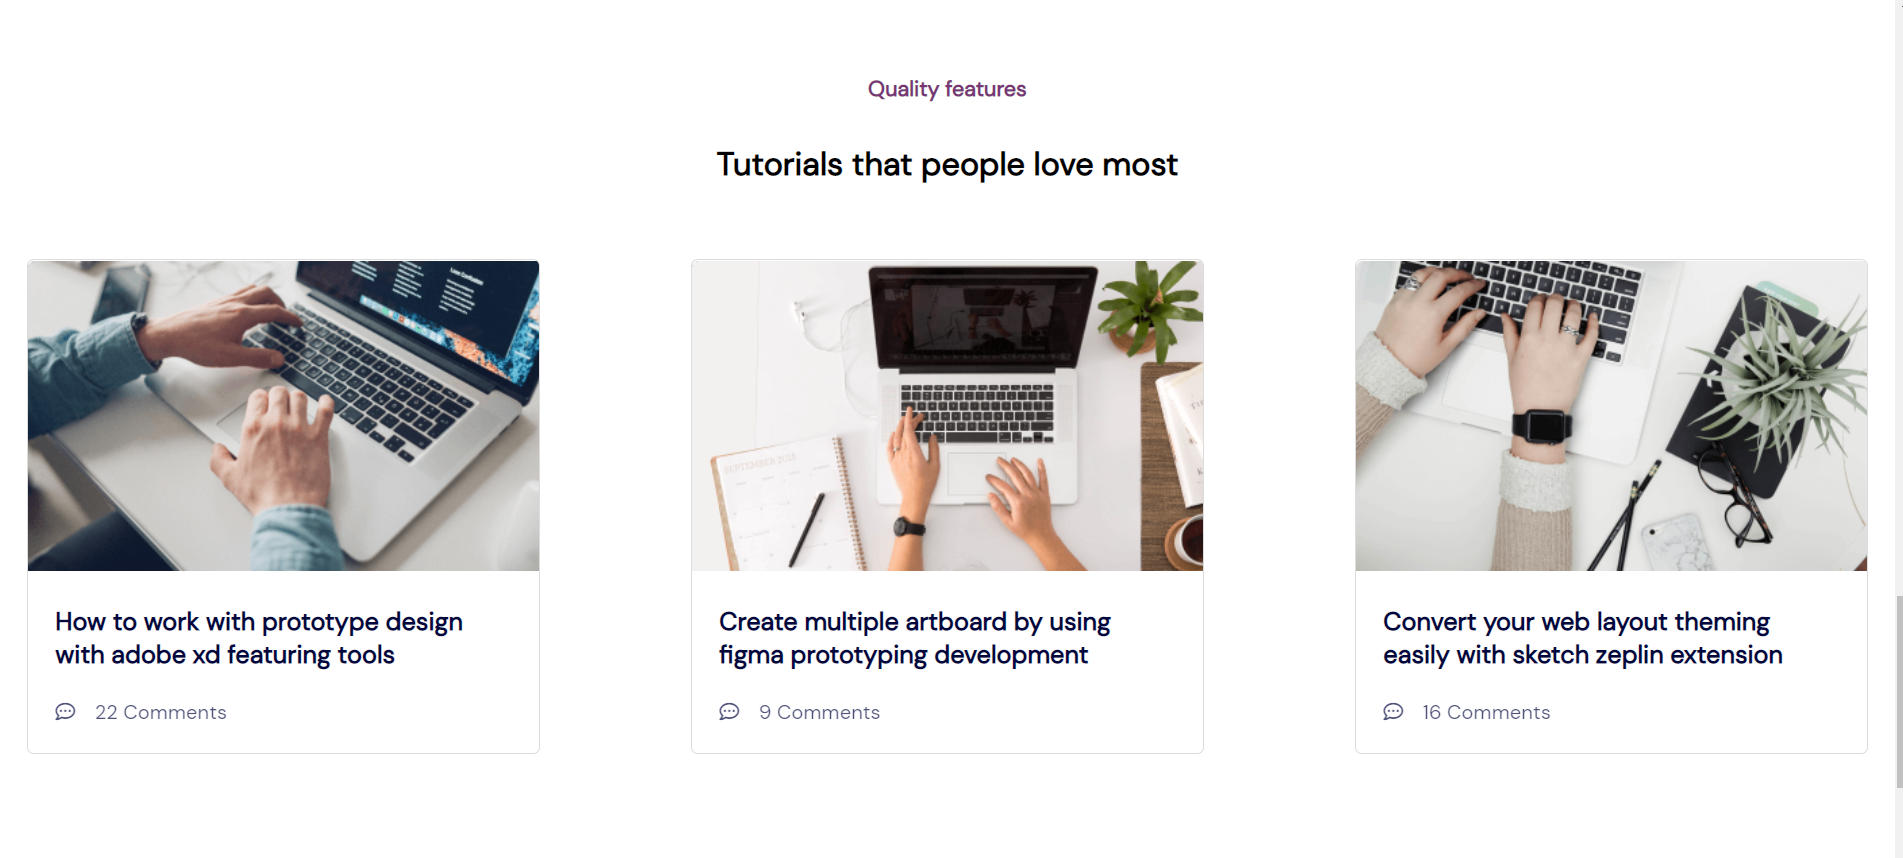 Quality features
Tutorials that people love most
How to work with prototype design
with adobe xd featuring tools
22 Comments
SEPTEMBER 2018
Create multiple artboard by using
figma prototyping development
9 Comments
Convert your web layout theming
easily with sketch zeplin extension
16 Comments